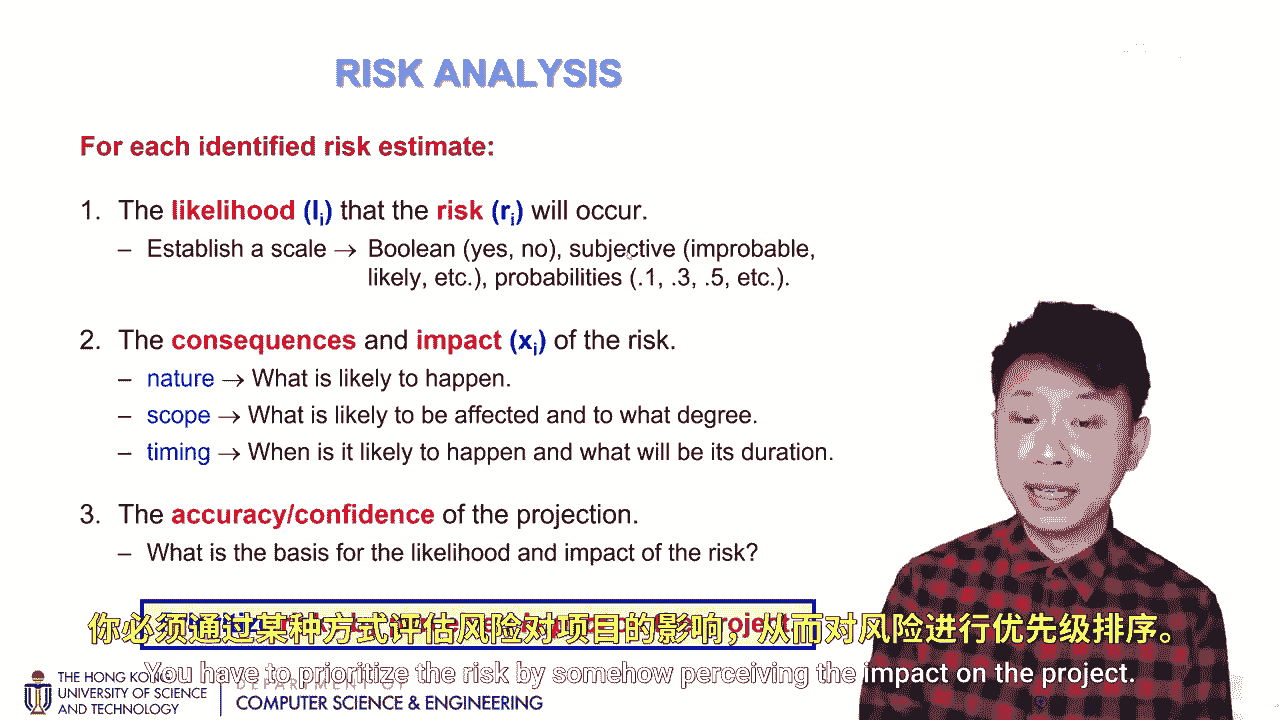 RISK ANALYSIS
For each identified risk estimate:
1. The likelihood (li) that the risk (ri) will occur.
– Establish a scale → Boolean (yes, no), subjective (improbable,
likely, etc.), probabilities (.1, .3, .5, etc.).
2. The consequences and impact (xi) of the risk.
– nature → What is likely to happen.
– scope → What is likely to be affected and to what degree.
– timing → When is it likely to happen and what will be its duration.
3. The accuracy/confidence of the projection.
– What is the basis for the likelihood and impact of the risk?
你必须通过某种方式评估风险对项目的影响，从而对风险进行优先级排序。
You have to prioritize the risk by somehow perceiving the impact on the project.
THE HONG KONG
UNIVERSITY OF SCIENCE
AND TECHNOLOGY
DEPARTMENT OF
COMPUTER SCIENCE & ENGINEERING